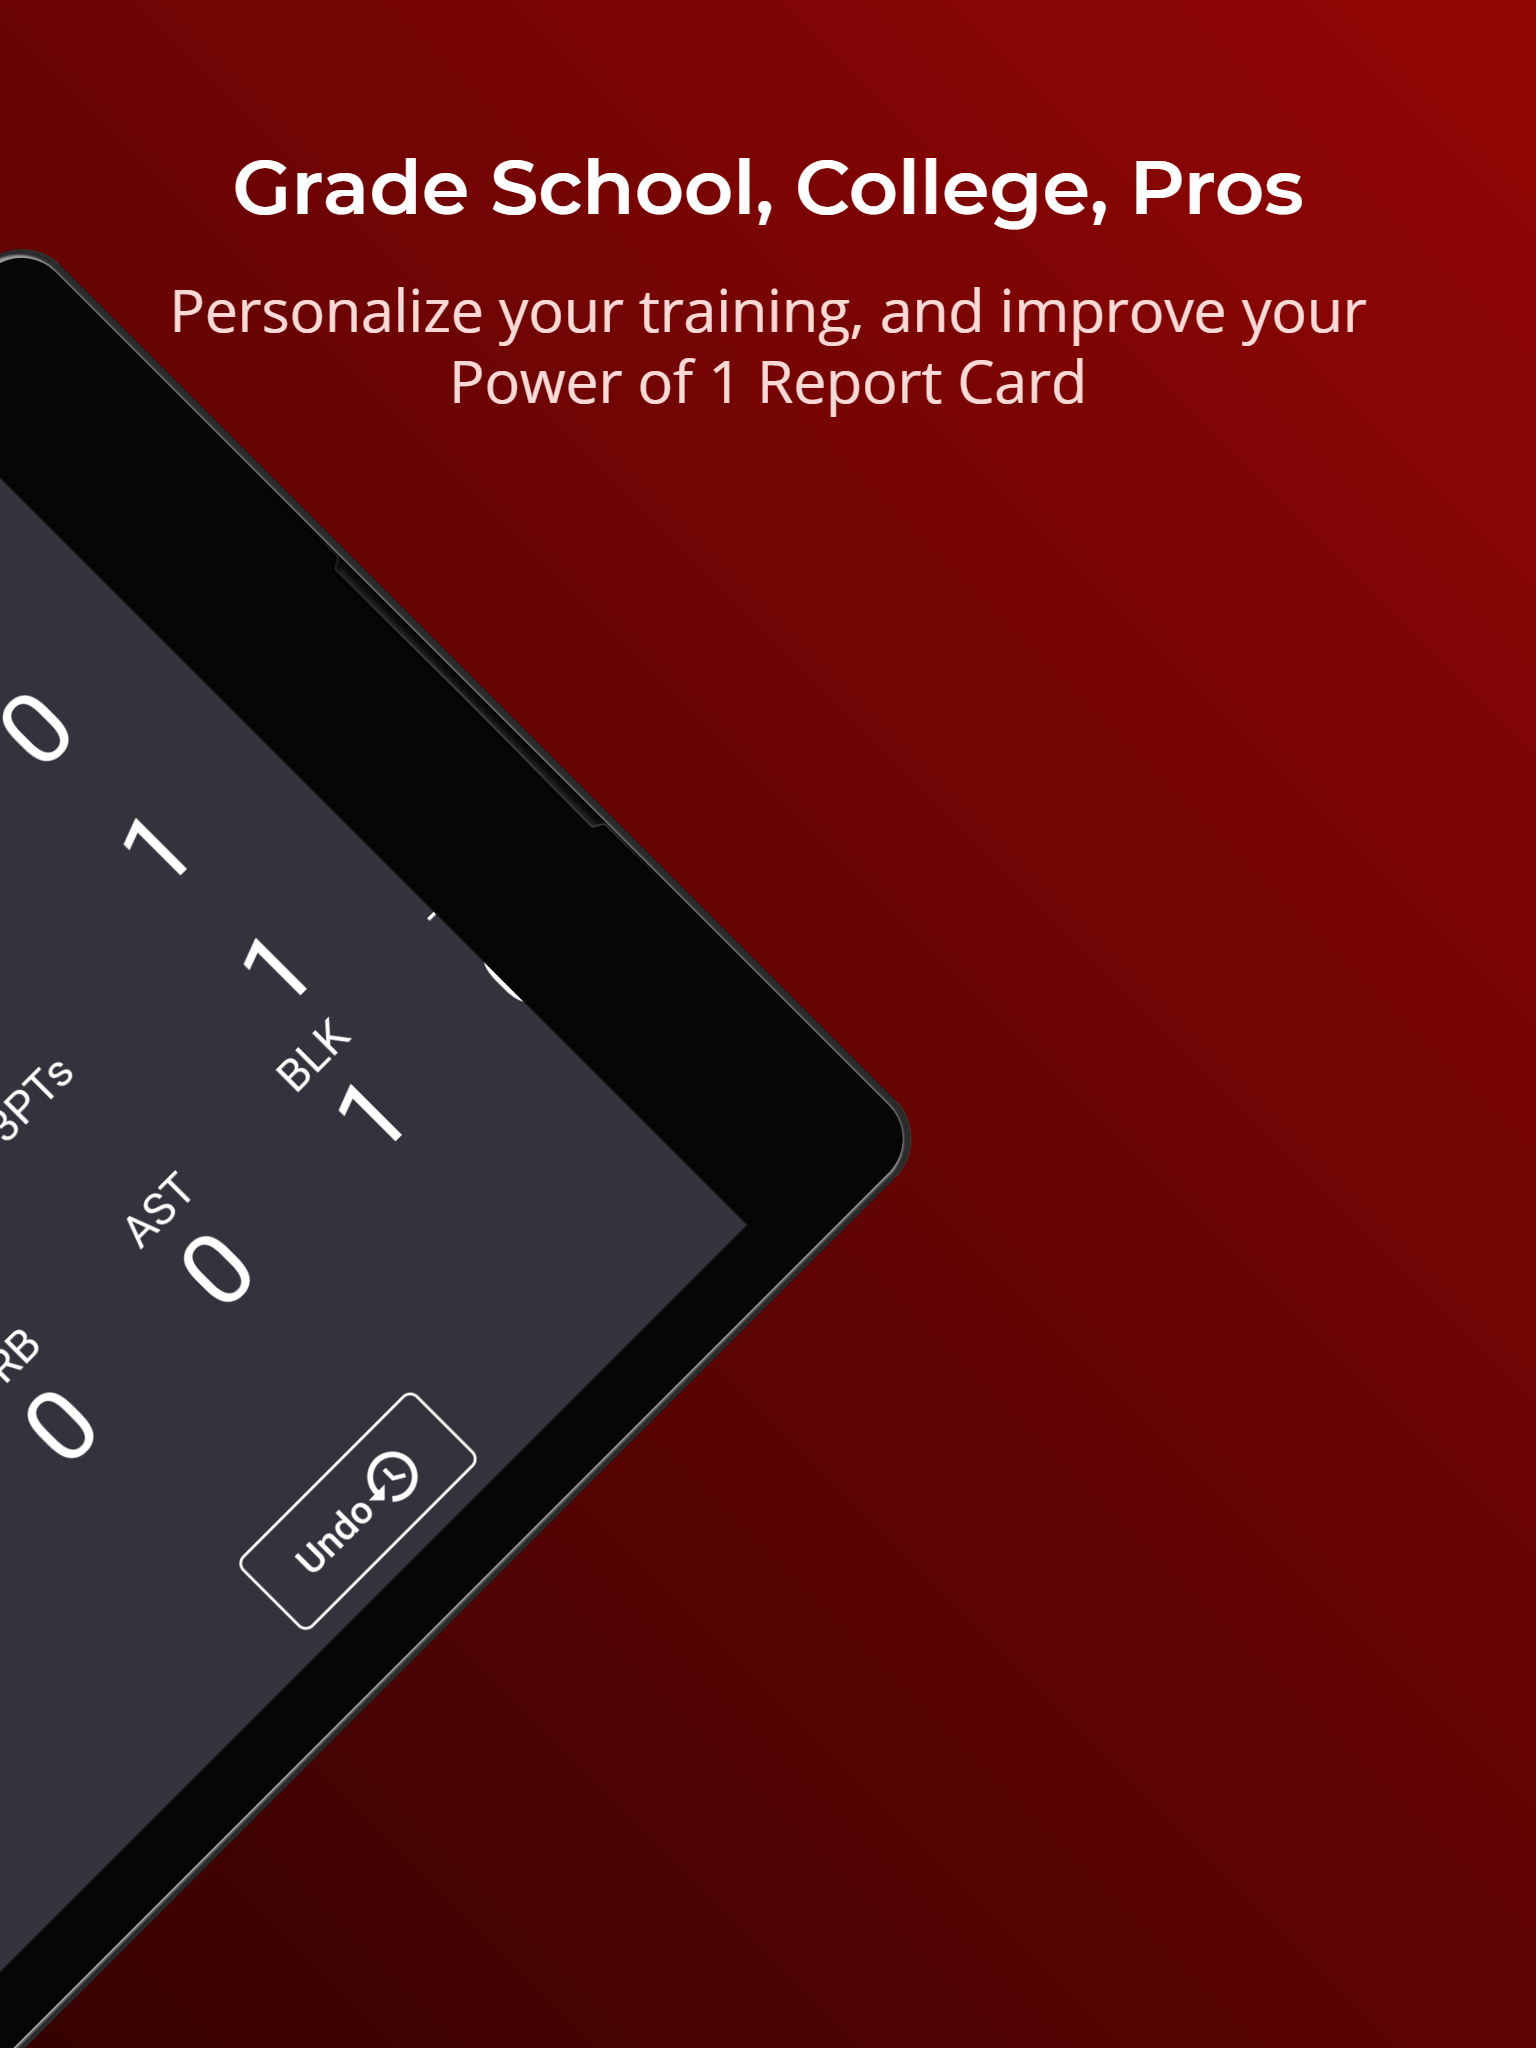 Grade School, College, Pros
Personalize your training, and improve your
Power of 1 Report Card
0
1
1
3PTs
BLK
1
AST
0
RB
0
Undo